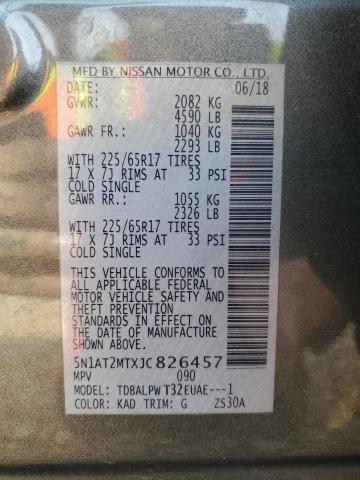 MFD BY NISSAN MOTOR CO., LTD.
DATE: 06/18
GVWR: 2082 KG
4590 LB
GAWR FR.: 1040 KG
2293 LB
WITH 225/65R17 TIRES
17 X 7J RIMS AT 33 PSI
COLD SINGLE
GAWR RR.: 1055 KG
2326 LB
WITH 225/65R17 TIRES
17 X 7J RIMS AT 33 PSI
COLD SINGLE
THIS VEHICLE CONFORMS TO
ALL APPLICABLE FEDERAL
MOTOR VEHICLE SAFETY AND
THEFT PREVENTION
STANDARDS IN EFFECT ON
THE DATE OF MANUFACTURE
SHOWN ABOVE.
5N1AT2MTXJC826457
MPV 090
MODEL: TDBALPWT32EUAE---1
COLOR: KAD TRIM: G ZS30A